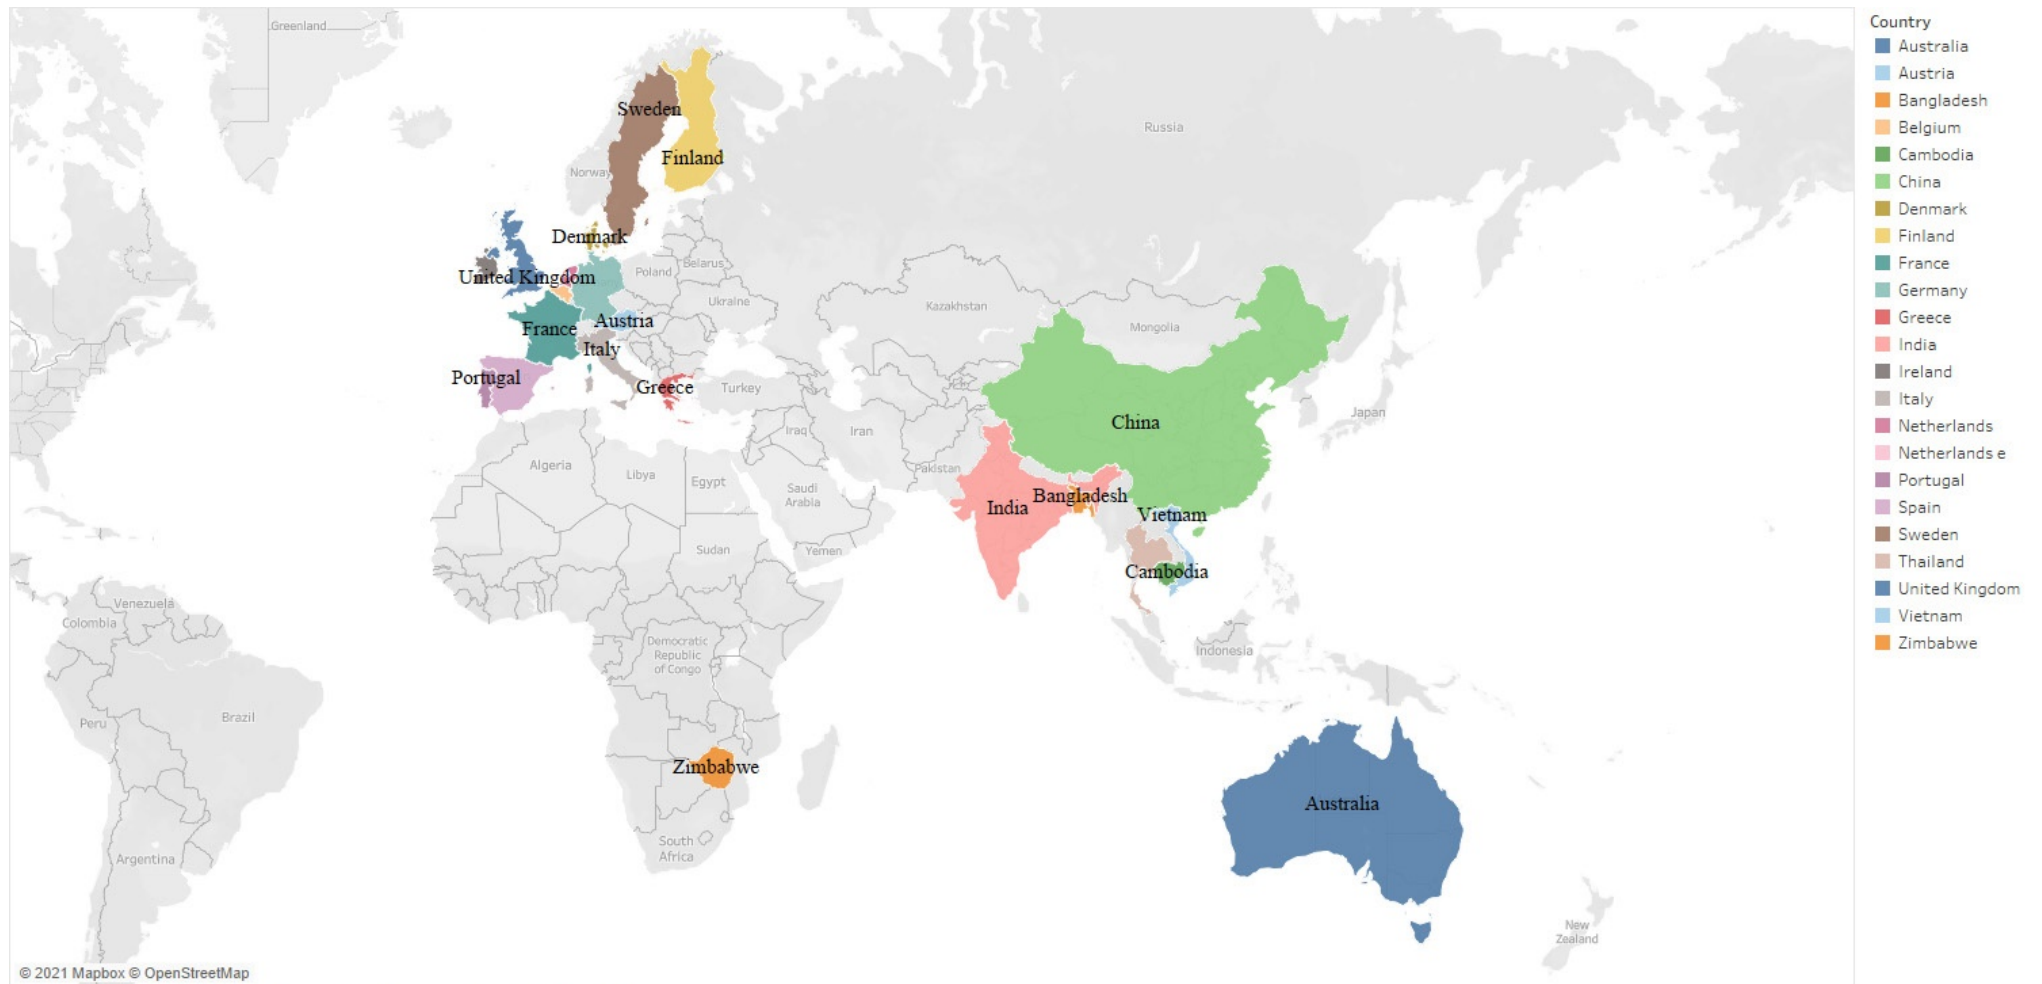 Greenland
Russia
Sweden
Finland
Norway
Denmark
Poland
Belarus
United Kingdom
Ukraine
Kazakhstan
Mongolia
France
Austria
Italy
Portugal
Greece
Turkey
China
Japan
Iraq
Iran
Algeria
Libya
Egypt
Pakistan
Saudi
Arabia
India
Bangladesh
Vietnam
Sudan
Yemen
Cambodia
Venezuela
Colombia
Democratic
Republic
of Congo
Indonesia
Peru
Brazil
Zimbabwe
Australia
South
Africa
Argentina
New
Zealand
© 2021 Mapbox © OpenStreetMap
Country
Australia
Austria
Bangladesh
Belgium
Cambodia
China
Denmark
Finland
France
Germany
Greece
India
Ireland
Italy
Netherlands
Netherlands e
Portugal
Spain
Sweden
Thailand
United Kingdom
Vietnam
Zimbabwe